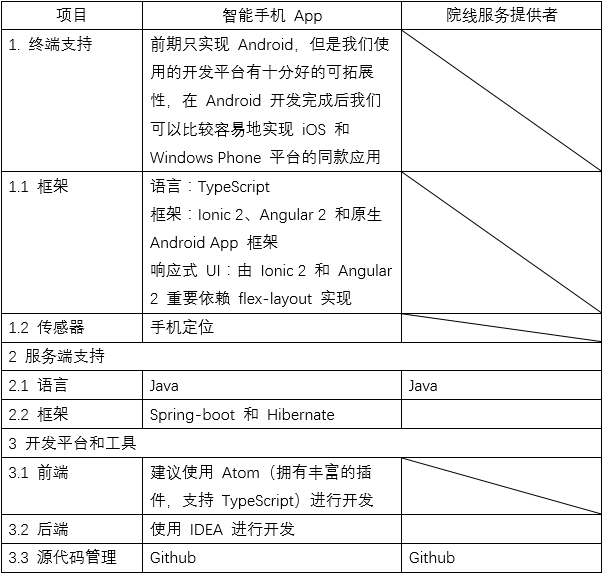 项目 智能手机 App 院线服务提供者
1. 终端支持 前期只实现 Android，但是我们使
用的开发平台有十分好的可拓展
性，在 Android 开发完成后我们
可以比较容易地实现 iOS 和
Windows Phone 平台的同款应用
1.1 框架 语言：TypeScript
框架：Ionic 2、Angular 2 和原生
Android App 框架
响应式 UI：由 Ionic 2 和 Angular
2 重要依赖 flex-layout 实现
1.2 传感器 手机定位
2 服务端支持
2.1 语言 Java Java
2.2 框架 Spring-boot 和 Hibernate
3 开发平台和工具
3.1 前端 建议使用 Atom（拥有丰富的插
件，支持 TypeScript）进行开发
3.2 后端 使用 IDEA 进行开发
3.3 源代码管理 Github Github